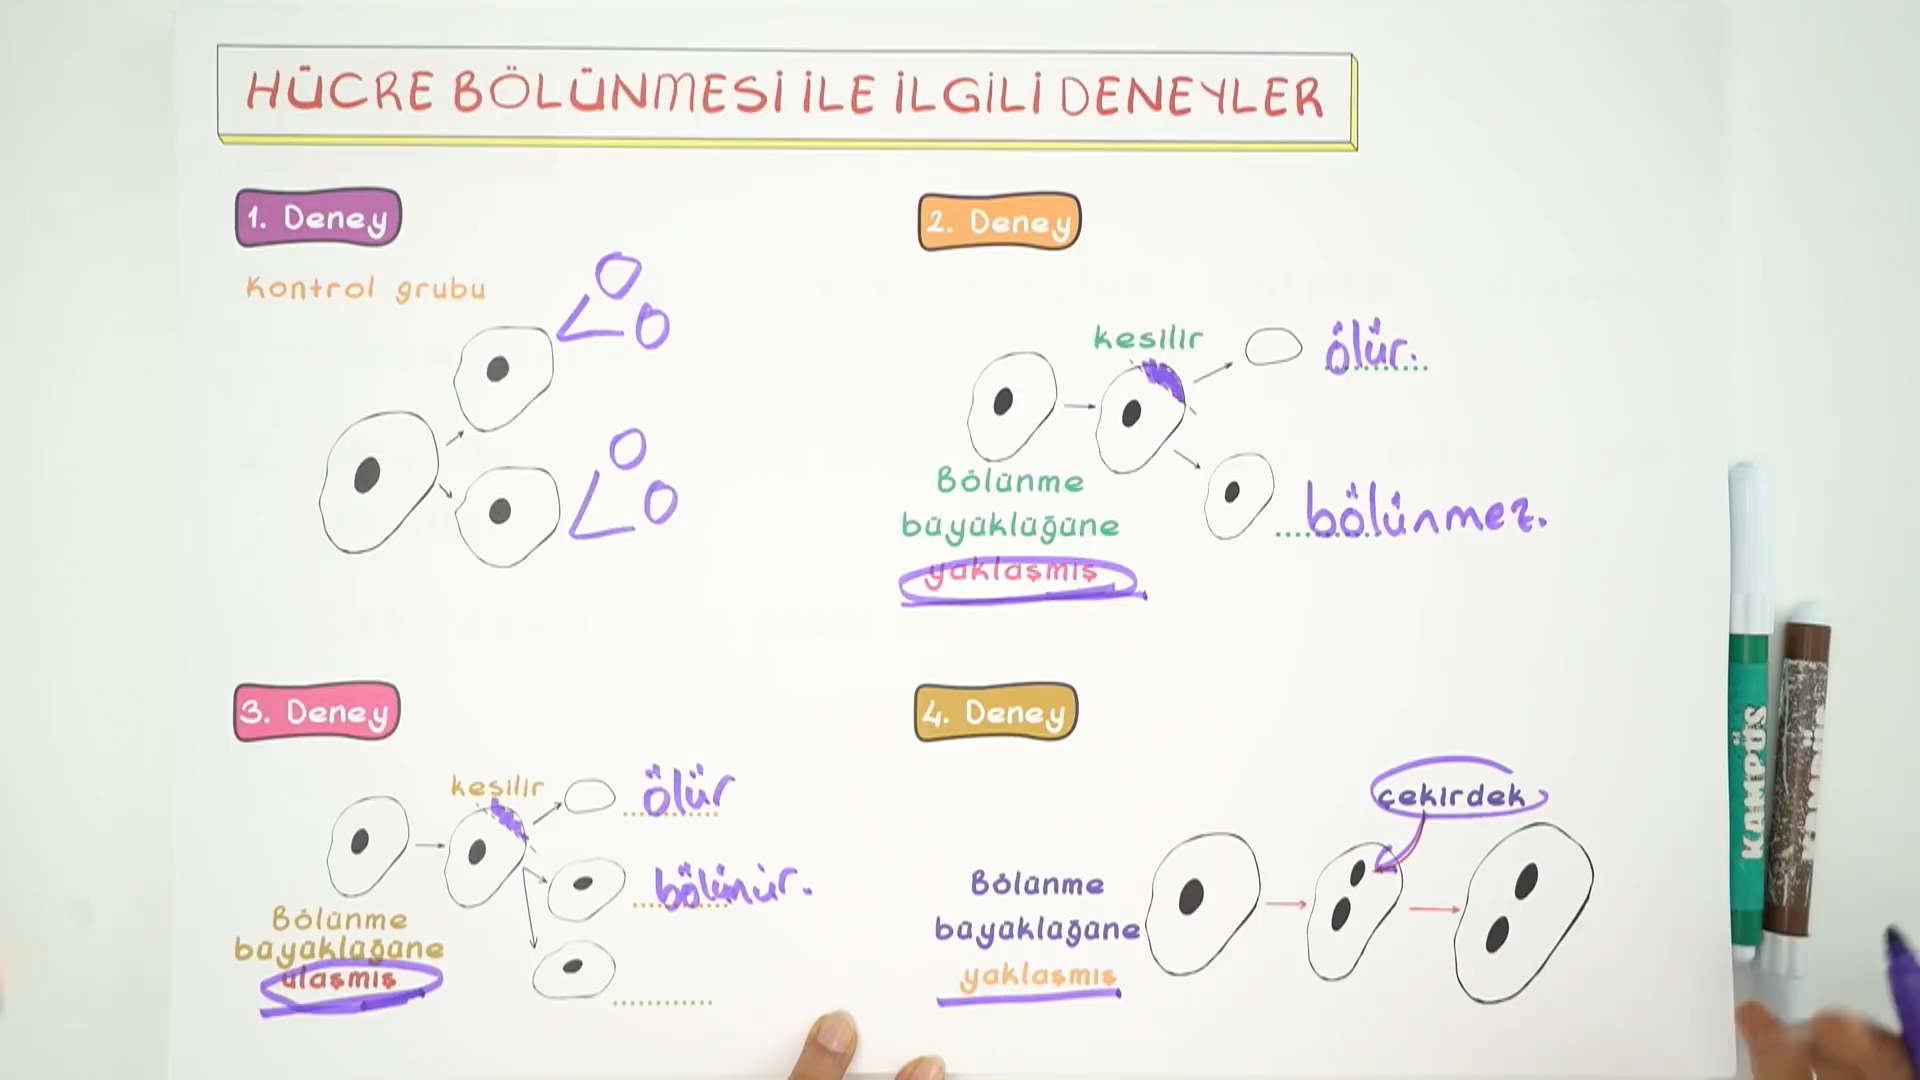 HÜCRE BÖLÜNMESİ İLE İLGİLİ DENEYLER
1. Deney
Kontrol grubu
2. Deney
kesilir
ölür.
Bölünme
büyüklüğüne
yaklaşmış
bölünmez.
3. Deney
kesilir
ölür
bölünür.
Bölünme
büyüklüğüne
ulaşmış
4. Deney
çekirdek
Bölünme
büyüklüğüne
yaklaşmış
KAMPÜS